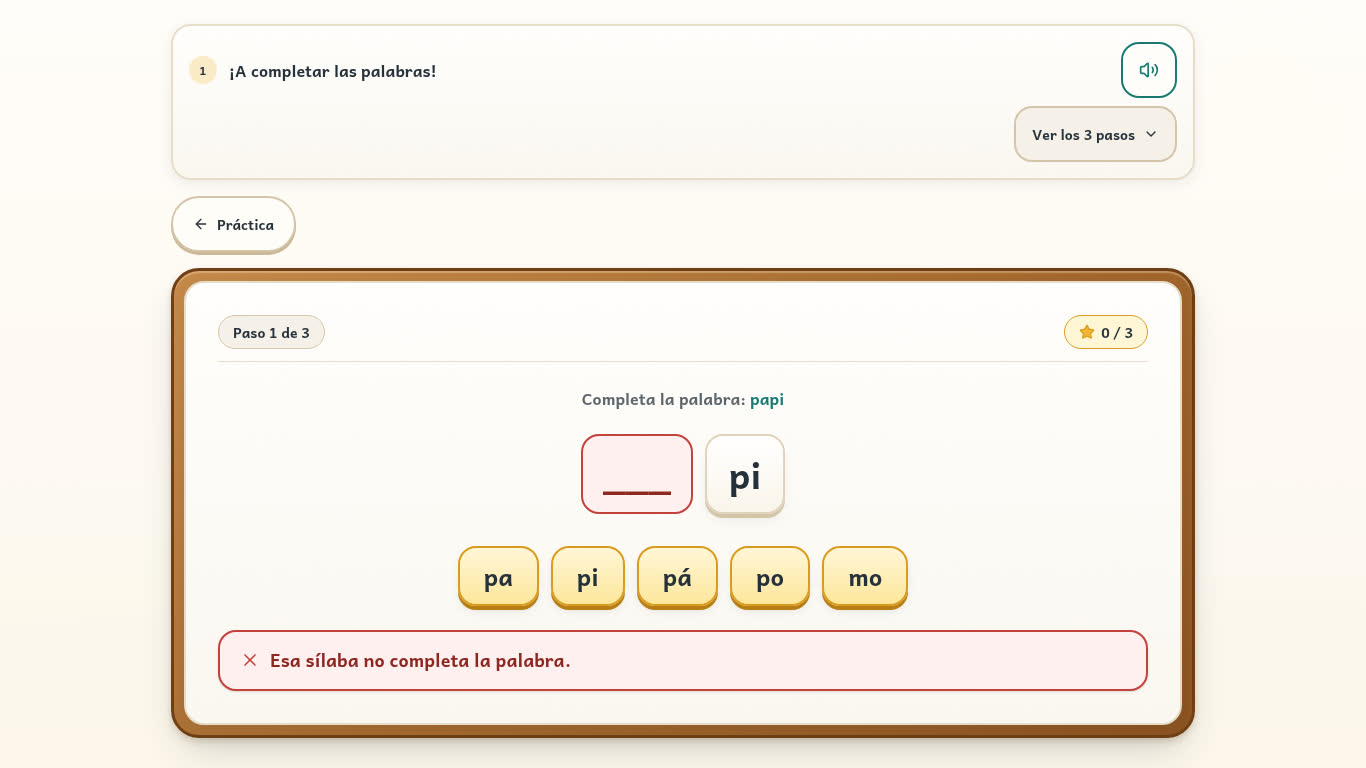 1 ¡A completar las palabras!
Ver los 3 pasos
Práctica
Paso 1 de 3
0 / 3
Completa la palabra: papi
___ pi
pa pi pá po mo
Esa sílaba no completa la palabra.